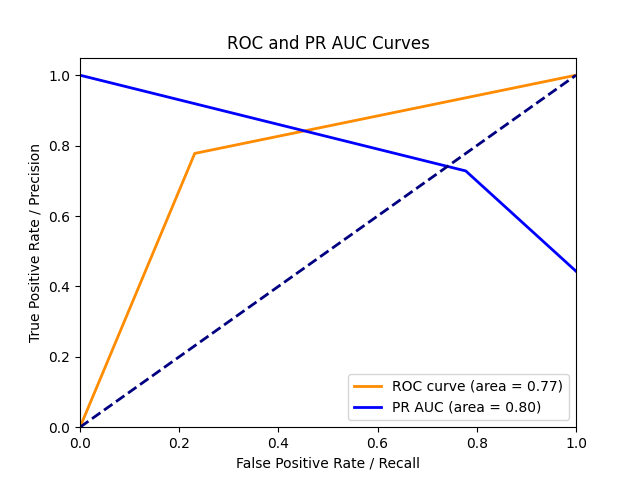 ROC and PR AUC Curves
True Positive Rate / Precision
1.0
0.8
0.6
0.4
0.2
0.0
ROC curve (area = 0.77)
PR AUC (area = 0.80)
0.0 0.2 0.4 0.6 0.8 1.0
False Positive Rate / Recall